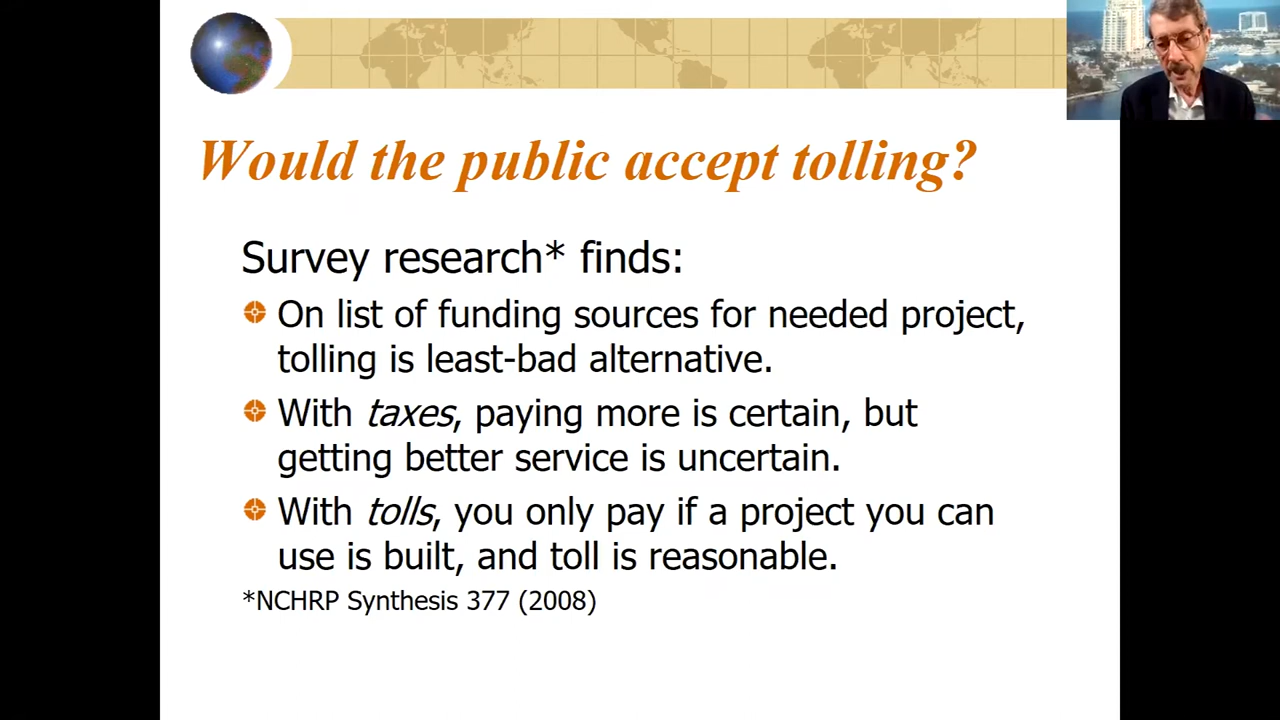 Would the public accept tolling?
Survey research* finds:
On list of funding sources for needed project,
tolling is least-bad alternative.
With taxes, paying more is certain, but
getting better service is uncertain.
With tolls, you only pay if a project you can
use is built, and toll is reasonable.
*NCHRP Synthesis 377 (2008)